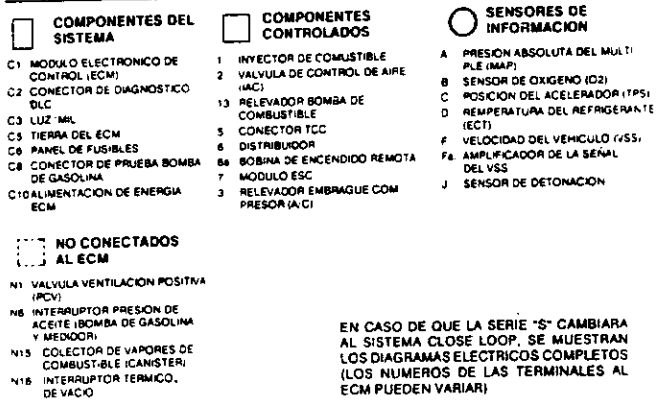 COMPONENTES DEL
SISTEMA
C1 MODULO ELECTRONICO DE
CONTROL (ECM)
C2 CONECTOR DE DIAGNOSTICO
DLC
C3 LUZ "MIL
C5 TIERRA DEL ECM
C6 PANEL DE FUSIBLES
C8 CONECTOR DE PRUEBA BOMBA
DE GASOLINA
C10 ALIMENTACION DE ENERGIA
ECM
COMPONENTES
CONTROLADOS
1 INYECTOR DE COMUSTIBLE
2 VALVULA DE CONTROL DE AIRE
(IAC)
13 RELEVADOR BOMBA DE
COMBUSTIBLE
5 CONECTOR TCC
6 DISTRIBUIDOR
6a BOBINA DE ENCENDIDO REMOTA
7 MODULO ESC
3 RELEVADOR EMBRAGUE COM
PRESOR (A/C)
SENSORES DE
INFORMACION
A PRESION ABSOLUTA DEL MULTI
PLE (MAP)
B SENSOR DE OXIGENO (O2)
C POSICION DEL ACELERADOR (TPS)
D REMPERATURA DEL REFRIGERANTE
(ECT)
F VELOCIDAD DEL VEHICULO (VSS)
Fa AMPLIFICADOR DE LA SEÑAL
DEL VSS
J SENSOR DE DETONACION
NO CONECTADOS
AL ECM
N1 VALVULA VENTILACION POSITIVA
(PCV)
N6 INTERRUPTOR PRESION DE
ACEITE (BOMBA DE GASOLINA
Y MEDIDOR)
N15 COLECTOR DE VAPORES DE
COMBUSTIBLE (CANISTER)
N16 INTERRUPTOR TERMICO,
DE VACIO
EN CASO DE QUE LA SERIE "S" CAMBIARA
AL SISTEMA CLOSE LOOP, SE MUESTRAN
LOS DIAGRAMAS ELECTRICOS COMPLETOS
(LOS NUMEROS DE LAS TERMINALES AL
ECM PUEDEN VARIAR)